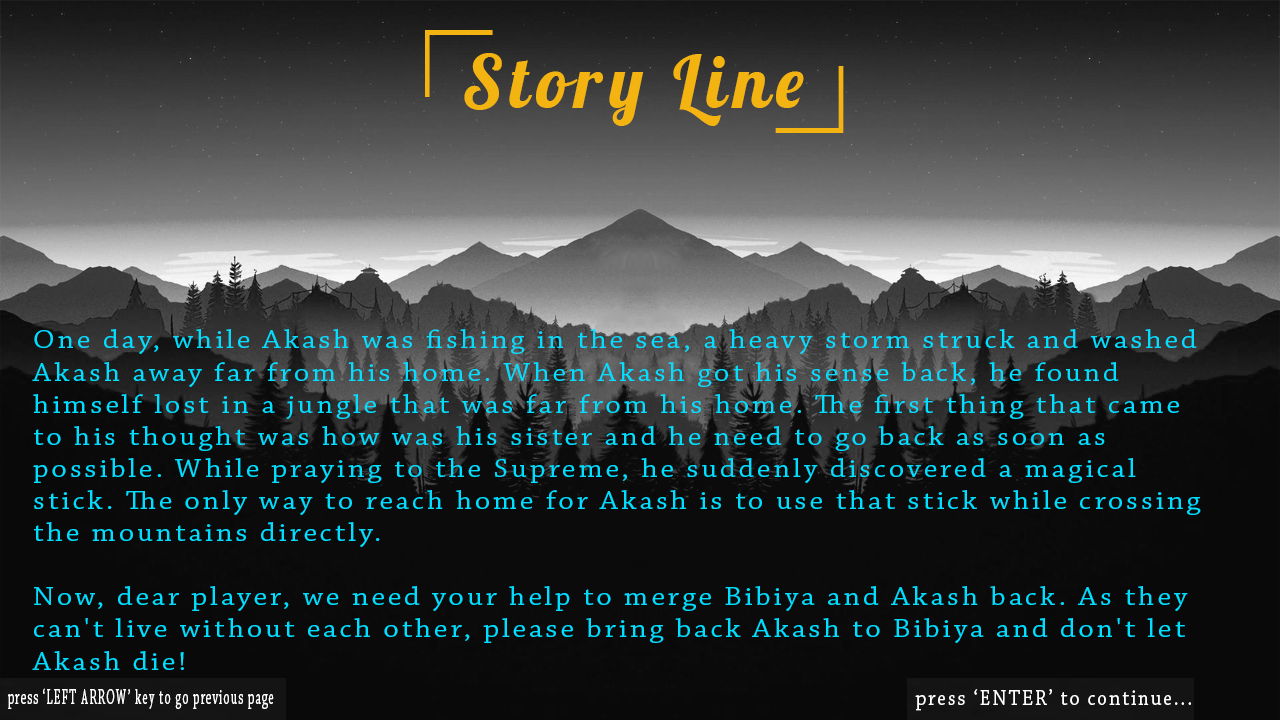 Story Line
One day, while Akash was fishing in the sea, a heavy storm struck and washed
Akash away far from his home. When Akash got his sense back, he found
himself lost in a jungle that was far from his home. The first thing that came
to his thought was how was his sister and he need to go back as soon as
possible. While praying to the Supreme, he suddenly discovered a magical
stick. The only way to reach home for Akash is to use that stick while crossing
the mountains directly.
Now, dear player, we need your help to merge Bibiya and Akash back. As they
can't live without each other, please bring back Akash to Bibiya and don't let
Akash die!
press ‘LEFT ARROW’ key to go previous page
press ‘ENTER’ to continue...